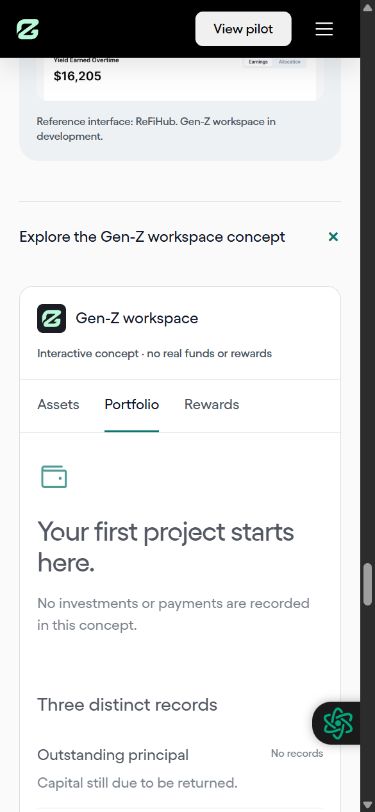 View pilot
Yield Earned Overtime
Earnings
Allocation
$16,205
Reference interface: ReFiHub. Gen-Z workspace in
development.
Explore the Gen-Z workspace concept
Gen-Z workspace
Interactive concept · no real funds or rewards
Assets
Portfolio
Rewards
Your first project starts
here.
No investments or payments are recorded
in this concept.
Three distinct records
Outstanding principal
No records
Capital still due to be returned.